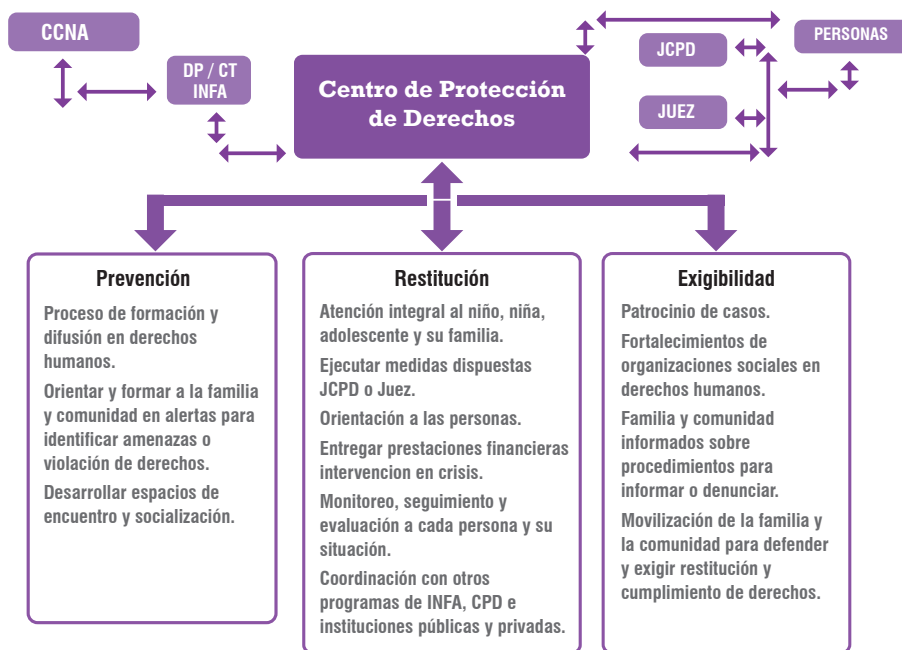 CCNA
DP / CT
INFA
Centro de Protección
de Derechos
JCPD
JUEZ
PERSONAS
Prevención
Proceso de formación y
difusión en derechos
humanos.
Orientar y formar a la familia
y comunidad en alertas para
identificar amenazas o
violación de derechos.
Desarrollar espacios de
encuentro y socialización.
Restitución
Atención integral al niño, niña,
adolescente y su familia.
Ejecutar medidas dispuestas
JCPD o Juez.
Orientación a las personas.
Entregar prestaciones financieras
intervencion en crisis.
Monitoreo, seguimiento y
evaluación a cada persona y su
situación.
Coordinación con otros
programas de INFA, CPD e
instituciones públicas y privadas.
Exigibilidad
Patrocinio de casos.
Fortalecimientos de
organizaciones sociales en
derechos humanos.
Familia y comunidad
informados sobre
procedimientos para
informar o denunciar.
Movilización de la familia y
la comunidad para defender
y exigir restitución y
cumplimiento de derechos.